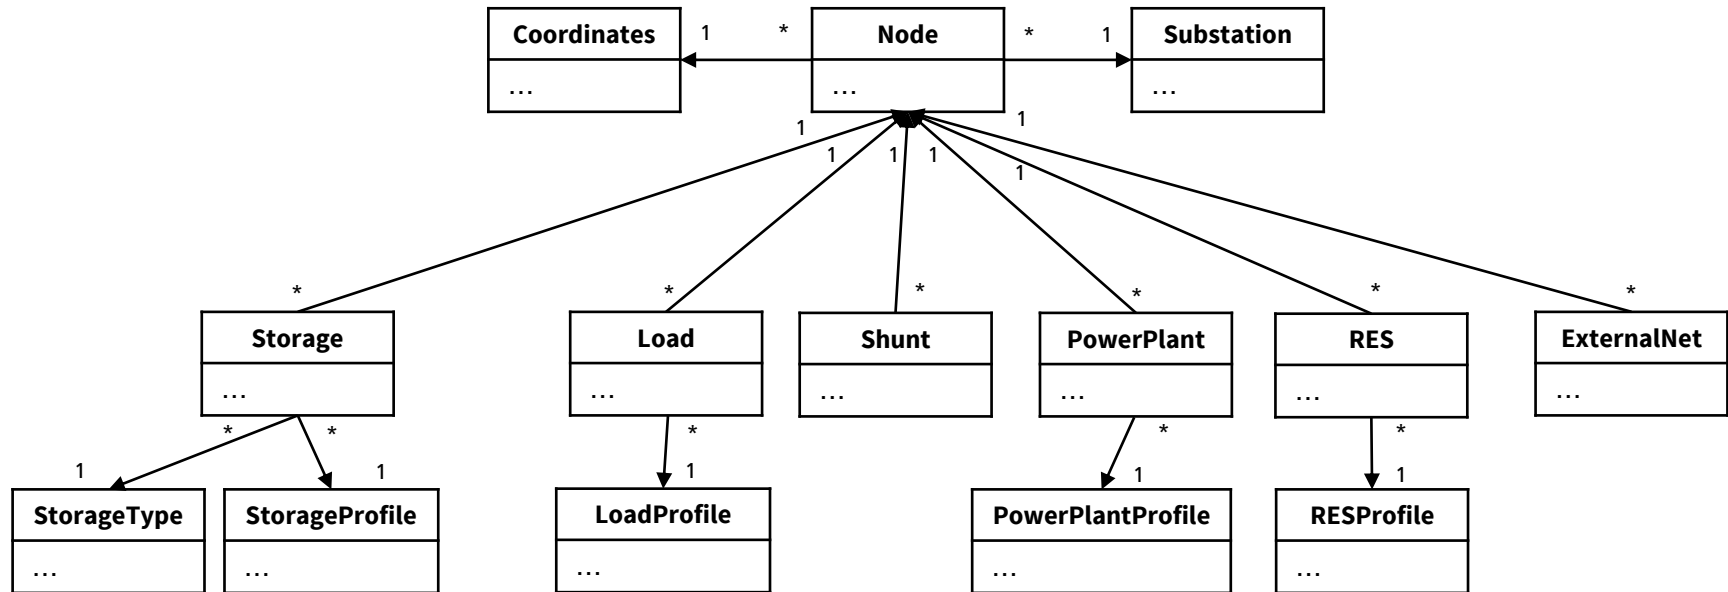 Coordinates 1 * Node * 1 Substation
... ... ...
1 1 1 1 1 1
* * * * * *
Storage Load Shunt PowerPlant RES ExternalNet
... ... ... ... ... ...
* * * * *
1 1 1 1 1
StorageType StorageProfile LoadProfile PowerPlantProfile RESProfile
... ... ... ... ...